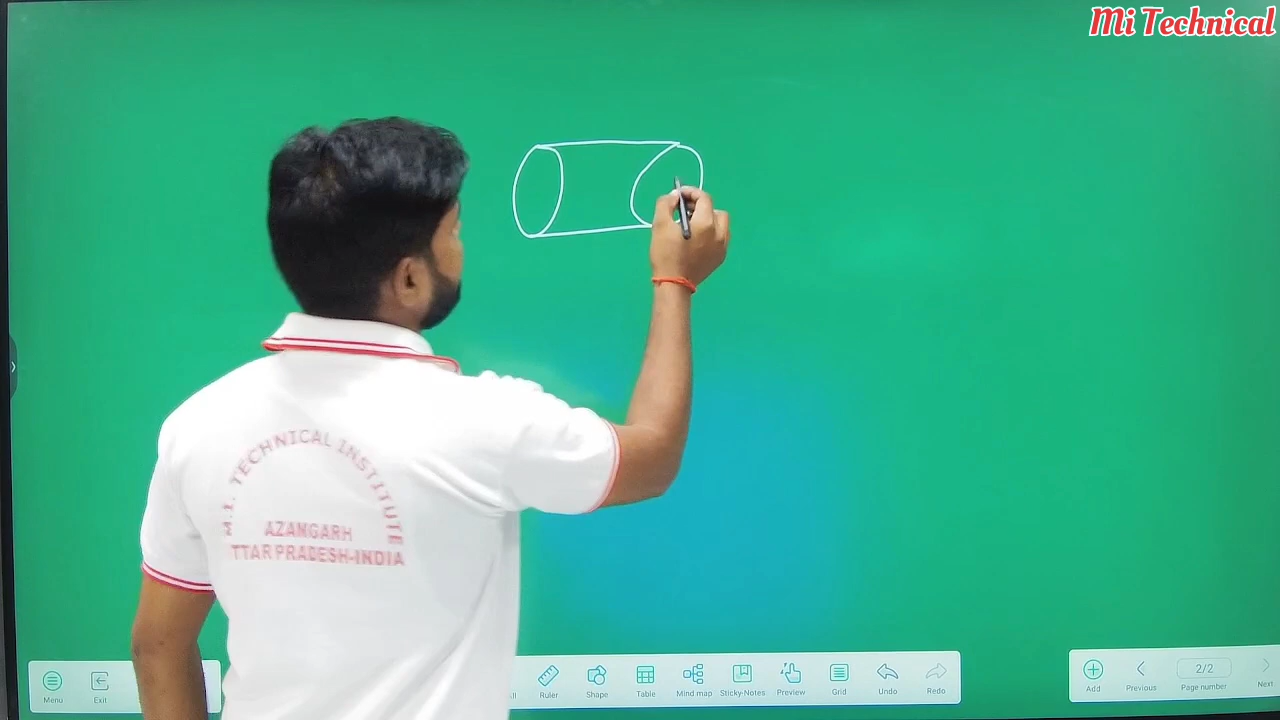 Mi Technical
M.I. TECHNICAL INSTITUTE
AZAMGARH
TTAR PRADESH-INDIA
Menu
Exit
Ruler
Shape
Table
Mind map
Sticky-Notes
Preview
Grid
Undo
Redo
Add
Previous
2/2
Page number
Next